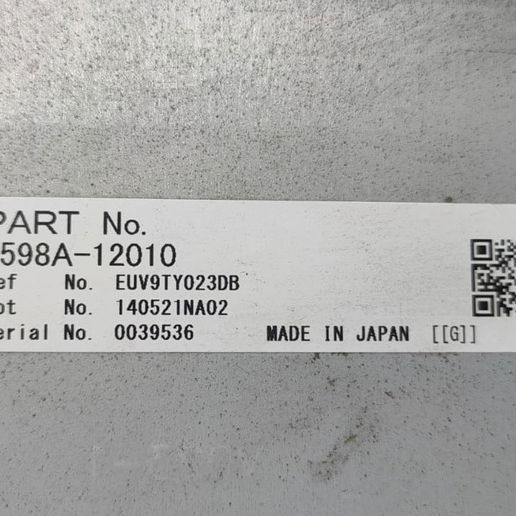 PART No.
598A-12010
ef No. EUV9TY023DB
ot No. 140521NA02
erial No. 0039536 MADE IN JAPAN [[G]]